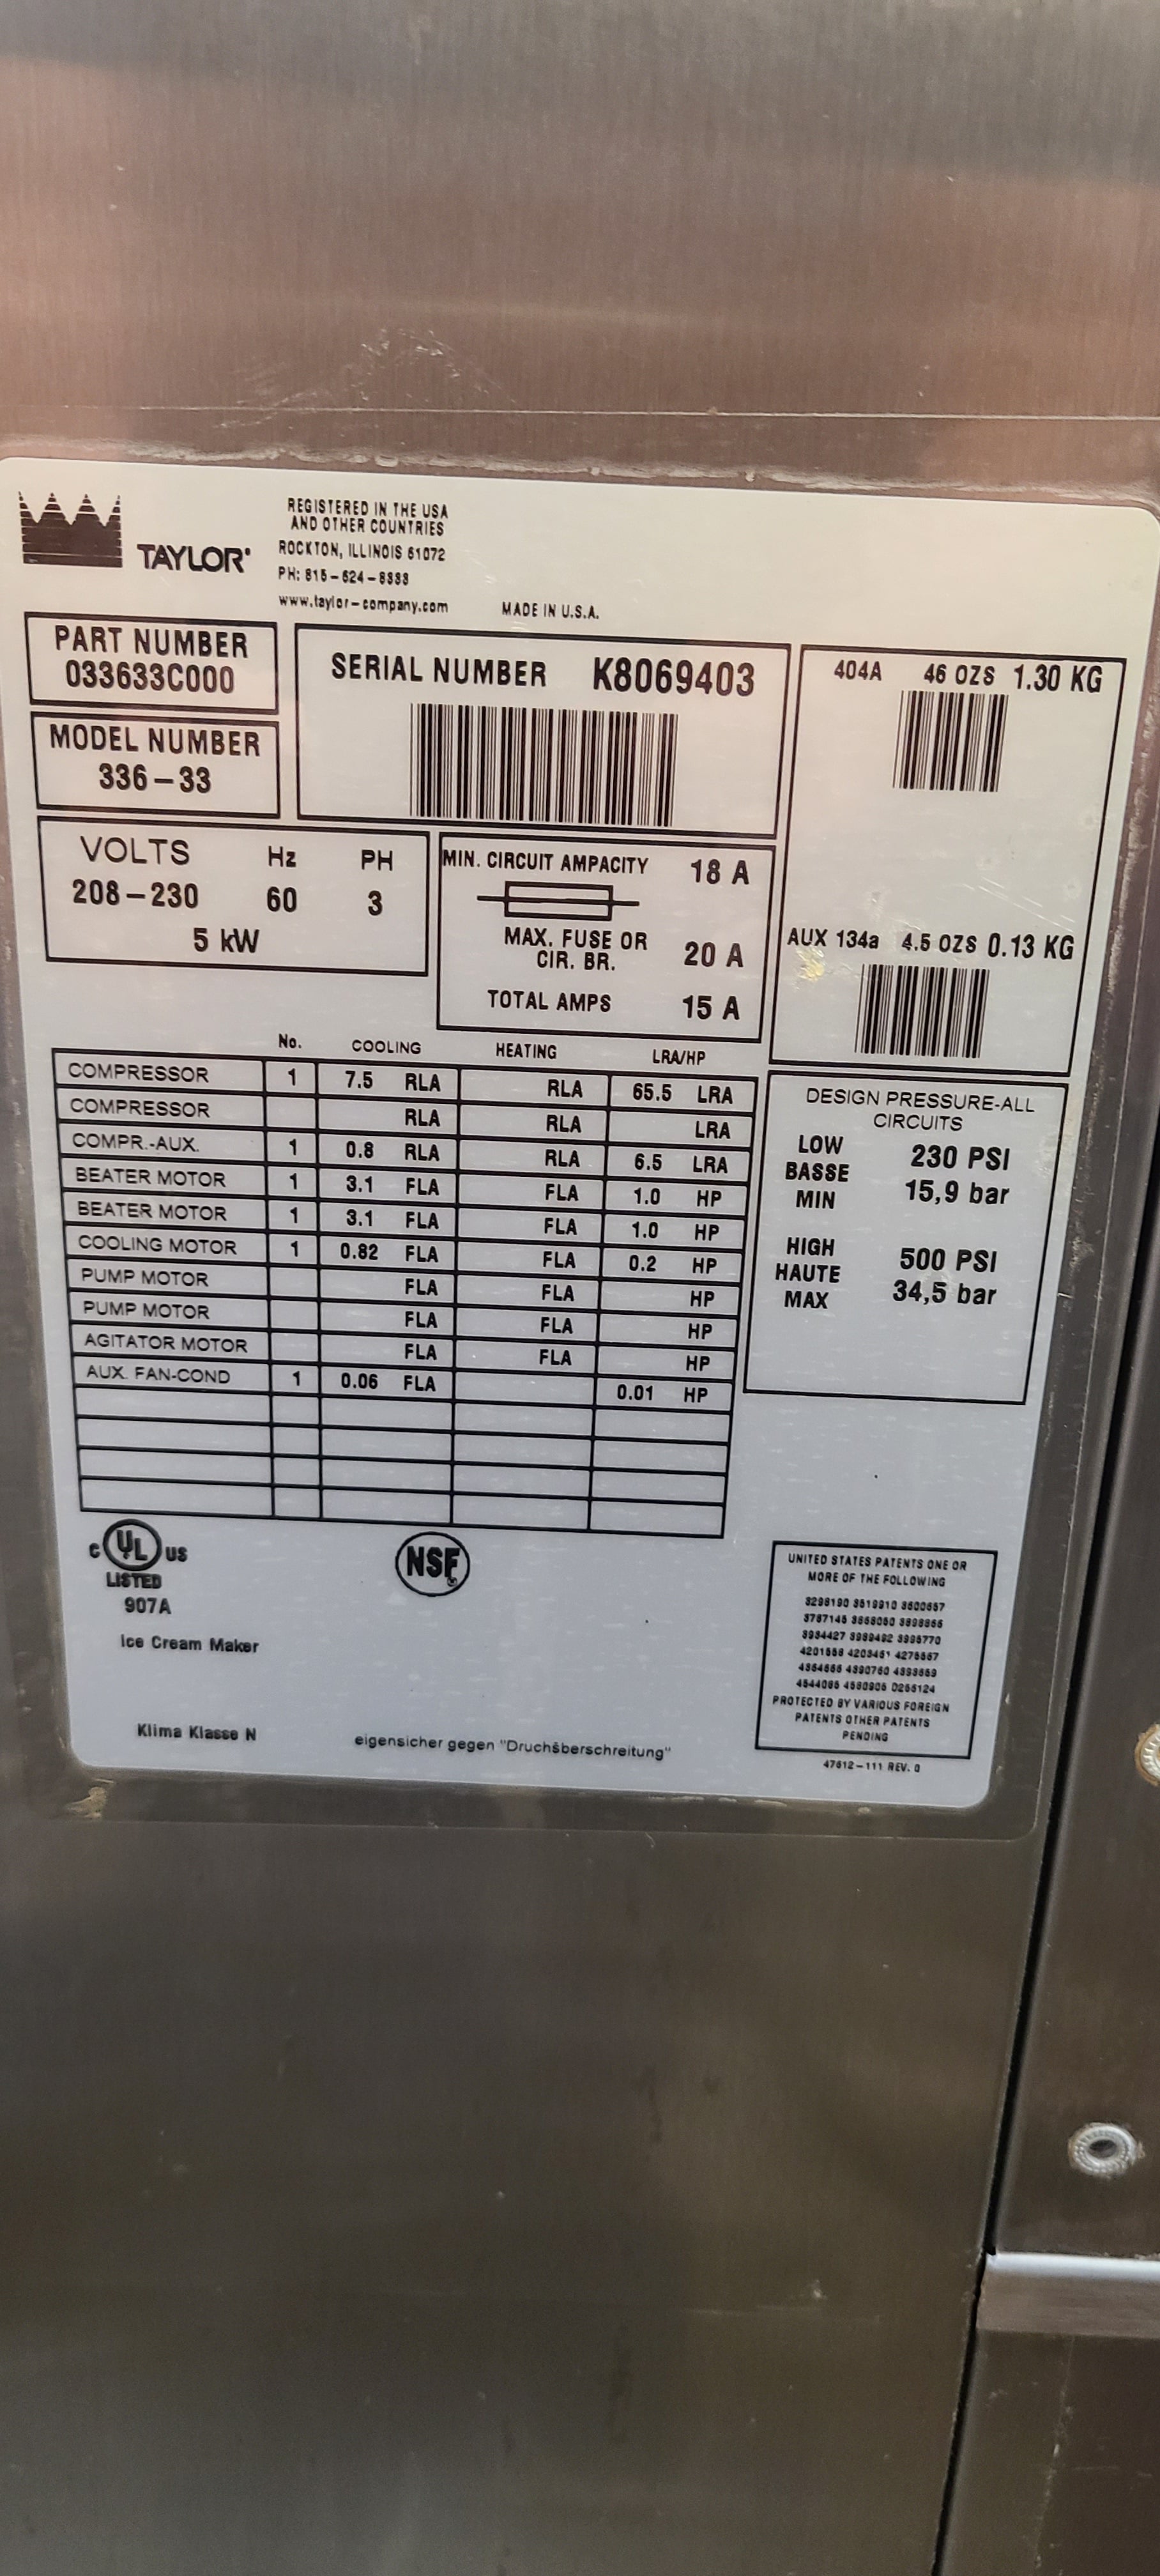 TAYLOR
REGISTERED IN THE USA
AND OTHER COUNTRIES
ROCKTON, ILLINOIS 61072
PH: 815-624-8333
www.taylor-company.com MADE IN U.S.A.
PART NUMBER
033633C000
MODEL NUMBER
336-33
SERIAL NUMBER K8069403
404A 46 OZS 1.30 KG
AUX 134a 4.5 OZS 0.13 KG
VOLTS Hz PH
208-230 60 3
5 kW
MIN. CIRCUIT AMPACITY 18 A
MAX. FUSE OR
CIR. BR. 20 A
TOTAL AMPS 15 A
No. COOLING HEATING LRA/HP
COMPRESSOR 1 7.5 RLA RLA 65.5 LRA
COMPRESSOR RLA RLA LRA
COMPR.-AUX. 1 0.8 RLA RLA 6.5 LRA
BEATER MOTOR 1 3.1 FLA FLA 1.0 HP
BEATER MOTOR 1 3.1 FLA FLA 1.0 HP
COOLING MOTOR 1 0.82 FLA FLA 0.2 HP
PUMP MOTOR FLA FLA HP
PUMP MOTOR FLA FLA HP
AGITATOR MOTOR FLA FLA HP
AUX. FAN-COND 1 0.06 FLA 0.01 HP
DESIGN PRESSURE-ALL
CIRCUITS
LOW
BASSE
MIN
230 PSI
15,9 bar
HIGH
HAUTE
MAX
500 PSI
34,5 bar
C UL US
LISTED
907A
Ice Cream Maker
NSF
Klima Klasse N
eigensicher gegen "Druchšberschreitung"
UNITED STATES PATENTS ONE OR
MORE OF THE FOLLOWING
PROTECTED BY VARIOUS FOREIGN
PATENTS OTHER PATENTS
PENDING
47612-111 REV. 0